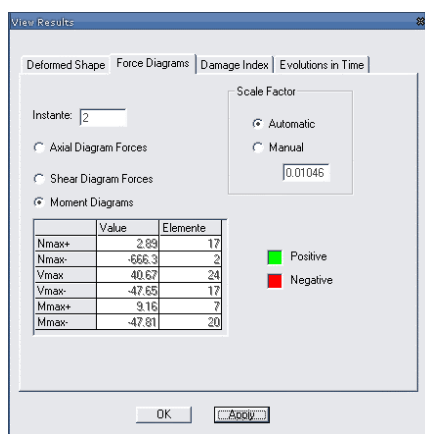 View Results
Deformed Shape Force Diagrams Damage Index Evolutions in Time
Scale Factor
Instante: 2
Automatic
Axial Diagram Forces
Manual
0.01046
Shear Diagram Forces
Moment Diagrams
Value Elemente
Nmax+ 2.89 17
Nmax- -666.3 2
Vmax 40.67 24
Vmax- -47.65 17
Mmax+ 9.16 7
Mmax- -47.81 20
Positive
Negative
OK Apply